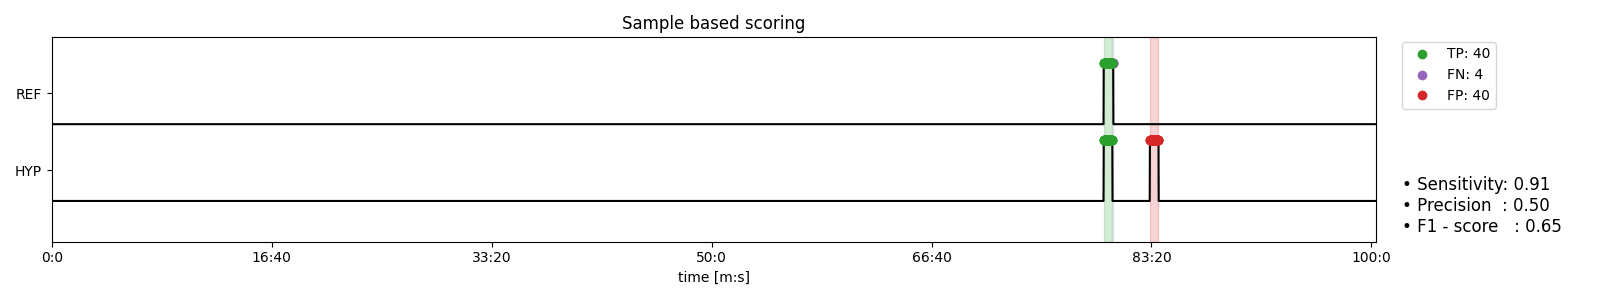 Sample based scoring
REF
HYP
0:0
16:40
33:20
50:0
66:40
83:20
100:0
time [m:s]
TP: 40
FN: 4
FP: 40
• Sensitivity: 0.91
• Precision : 0.50
• F1 - score : 0.65